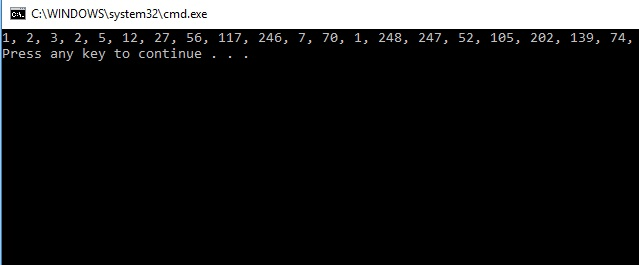 C:\WINDOWS\system32\cmd.exe
1, 2, 3, 2, 5, 12, 27, 56, 117, 246, 7, 70, 1, 248, 247, 52, 105, 202, 139, 74,
Press any key to continue . . .